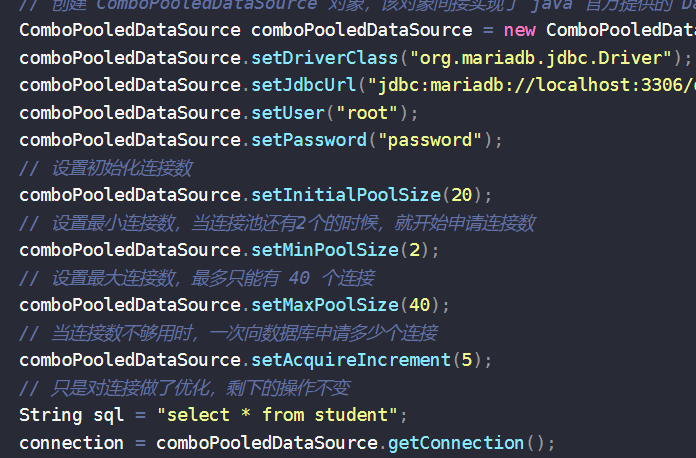 // 创建 ComboPooledDataSource 对象，该对象间接实现了 java 官方提供的
ComboPooledDataSource comboPooledDataSource = new ComboPooledData
comboPooledDataSource.setDriverClass("org.mariadb.jdbc.Driver");
comboPooledDataSource.setJdbcUrl("jdbc:mariadb://localhost:3306/
comboPooledDataSource.setUser("root");
comboPooledDataSource.setPassword("password");
// 设置初始化连接数
comboPooledDataSource.setInitialPoolSize(20);
// 设置最小连接数，当连接池还有2个的时候，就开始申请连接数
comboPooledDataSource.setMinPoolSize(2);
// 设置最大连接数，最多只能有 40 个连接
comboPooledDataSource.setMaxPoolSize(40);
// 当连接数不够用时，一次向数据库申请多少个连接
comboPooledDataSource.setAcquireIncrement(5);
// 只是对连接做了优化，剩下的操作不变
String sql = "select * from student";
connection = comboPooledDataSource.getConnection();